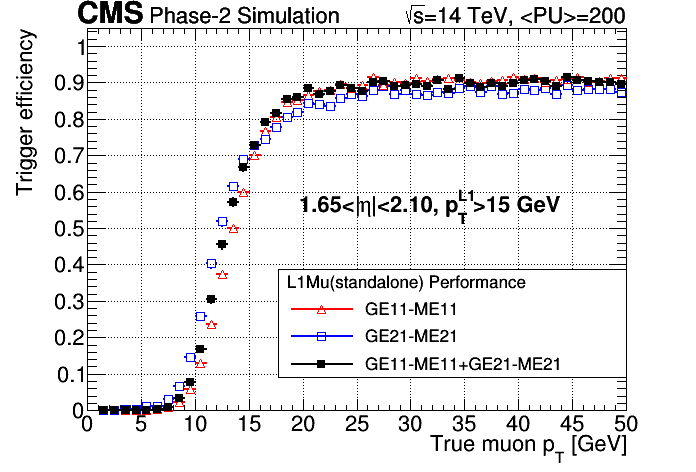 CMS Phase-2 Simulation √s=14 TeV, <PU>=200
Trigger efficiency
1
0.9
0.8
0.7
0.6
0.5
0.4
0.3
0.2
0.1
0
1.65<|η|<2.10, p_T^L1>15 GeV
L1Mu(standalone) Performance
GE11-ME11
GE21-ME21
GE11-ME11+GE21-ME21
0 5 10 15 20 25 30 35 40 45 50
True muon p_T [GeV]